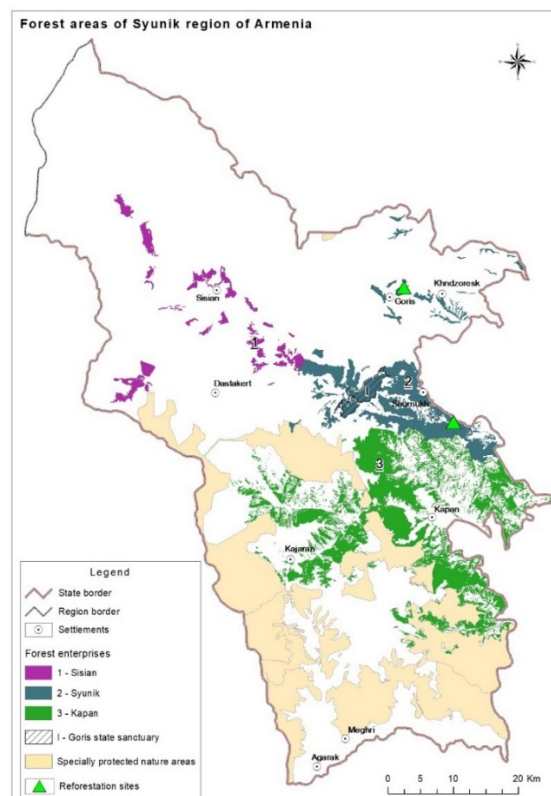 Forest areas of Syunik region of Armenia
Sisian
Goris
Khndzoresk
1
Dastakert
I
2
Shurnukh
3
Kapan
Kajaran
Meghri
Agarak
Legend
State border
Region border
Settlements
Forest enterprises
1 - Sisian
2 - Syunik
3 - Kapan
I - Goris state sanctuary
Specially protected nature areas
Reforestation sites
0 5 10 20 Km